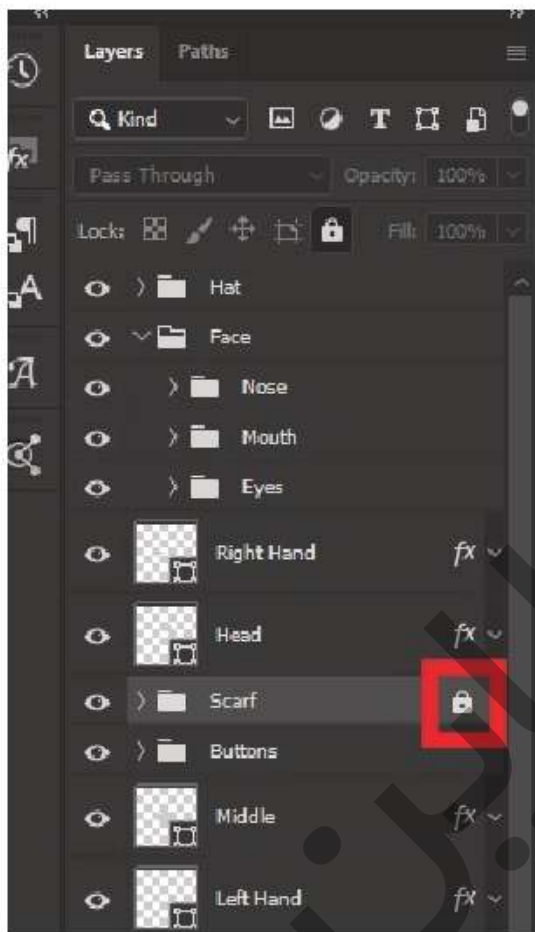 Layers Paths
Kind T
Pass Through Opacity: 100%
Lock: Fill: 100%
Hat
Face
Nose
Mouth
Eyes
Right Hand fx
Head fx
Scarf
Buttons
Middle fx
Left Hand fx
fx
A
A